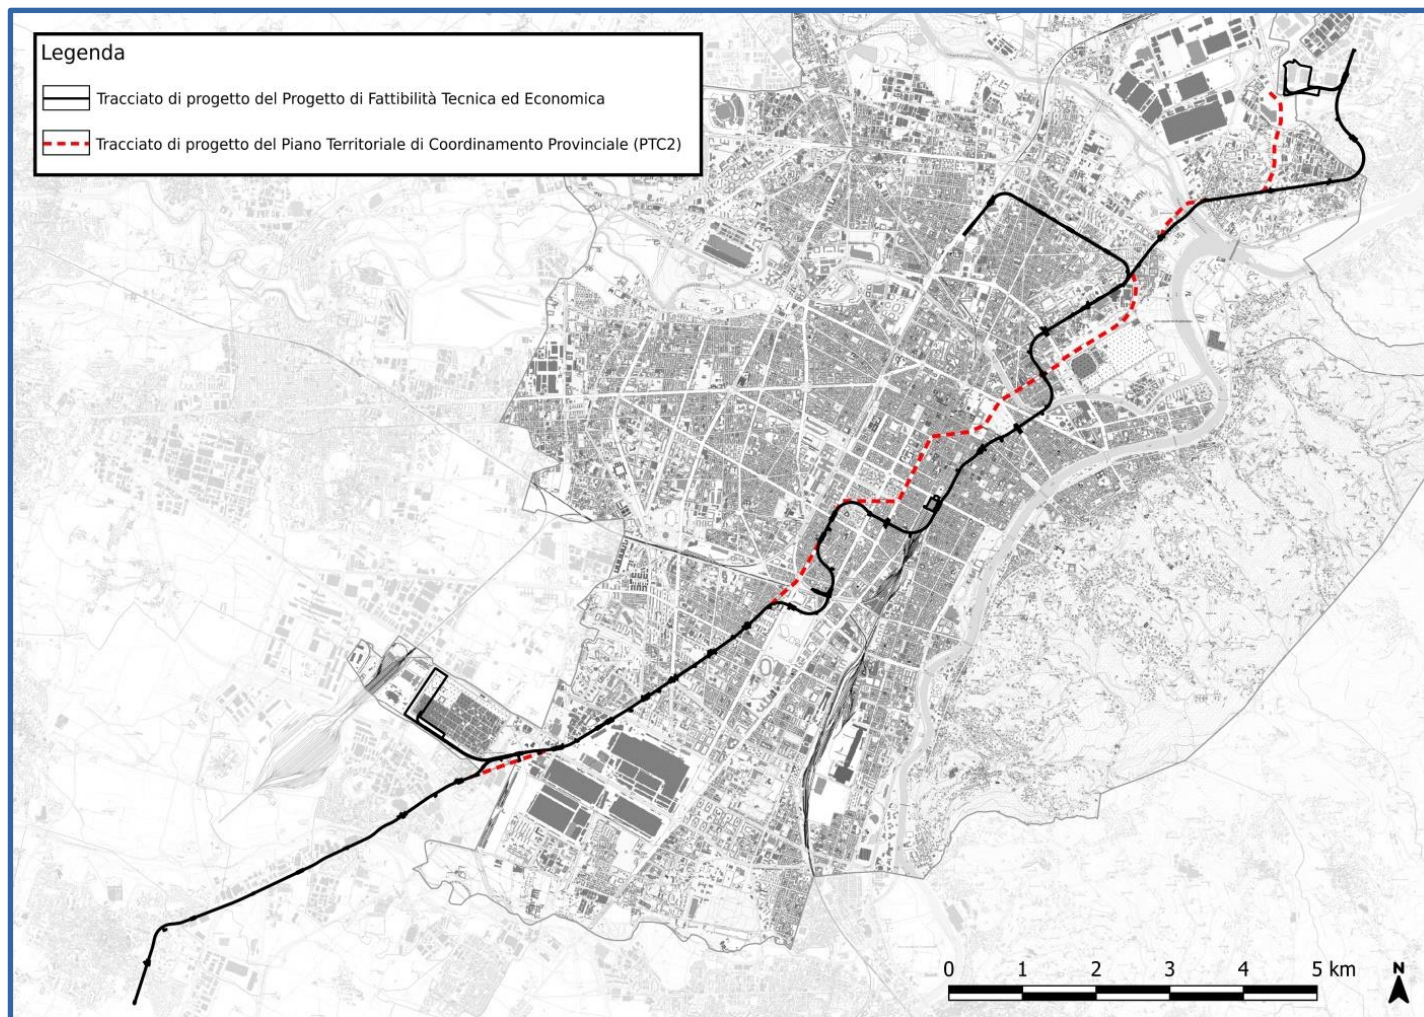 Legenda
Tracciato di progetto del Progetto di Fattibilità Tecnica ed Economica
Tracciato di progetto del Piano Territoriale di Coordinamento Provinciale (PTC2)
0 1 2 3 4 5 km
N